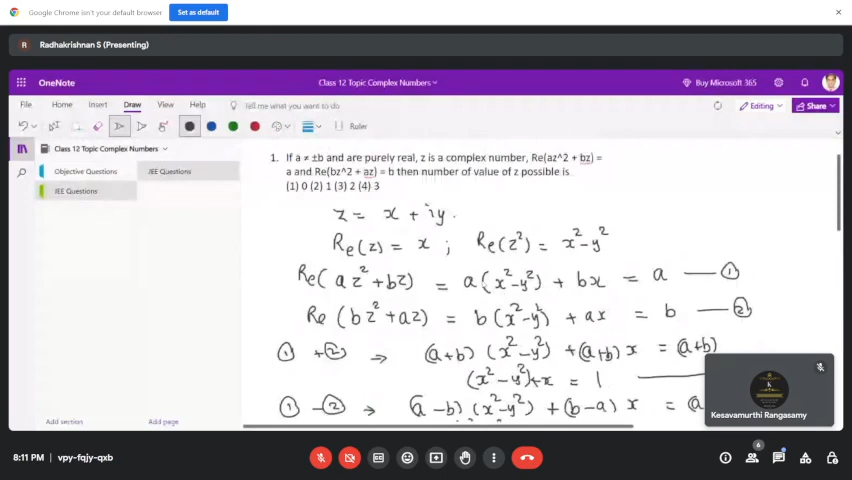 Google Chrome isn't your default browser Set as default
R Radhakrishnan S (Presenting)
OneNote Class 12 Topic Complex Numbers Buy Microsoft 365
File Home Insert Draw View Help Tell me what you want to do Editing Share
Ruler
Class 12 Topic Complex Numbers
Objective Questions JEE Questions
JEE Questions
1. If a ≠ ±b and are purely real, z is a complex number, Re(az^2 + bz) =
a and Re(bz^2 + az) = b then number of value of z possible is
(1) 0 (2) 1 (3) 2 (4) 3
z = x + iy.
Re(z) = x ; Re(z²) = x²-y²
Re(az²+bz) = a(x²-y²) + bx = a — ①
Re(bz²+az) = b(x²-y²) + ax = b — ②
① + ② ⇒ (a+b)(x²-y²) + (a+b)x = (a+b)
(x²-y²)+x = 1 —
① - ② ⇒ (a-b)(x²-y²) + (b-a)x = (a
Add section Add page
K
Kesavamurthi Rangasamy
8:11 PM vpy-fqjy-qxb
6